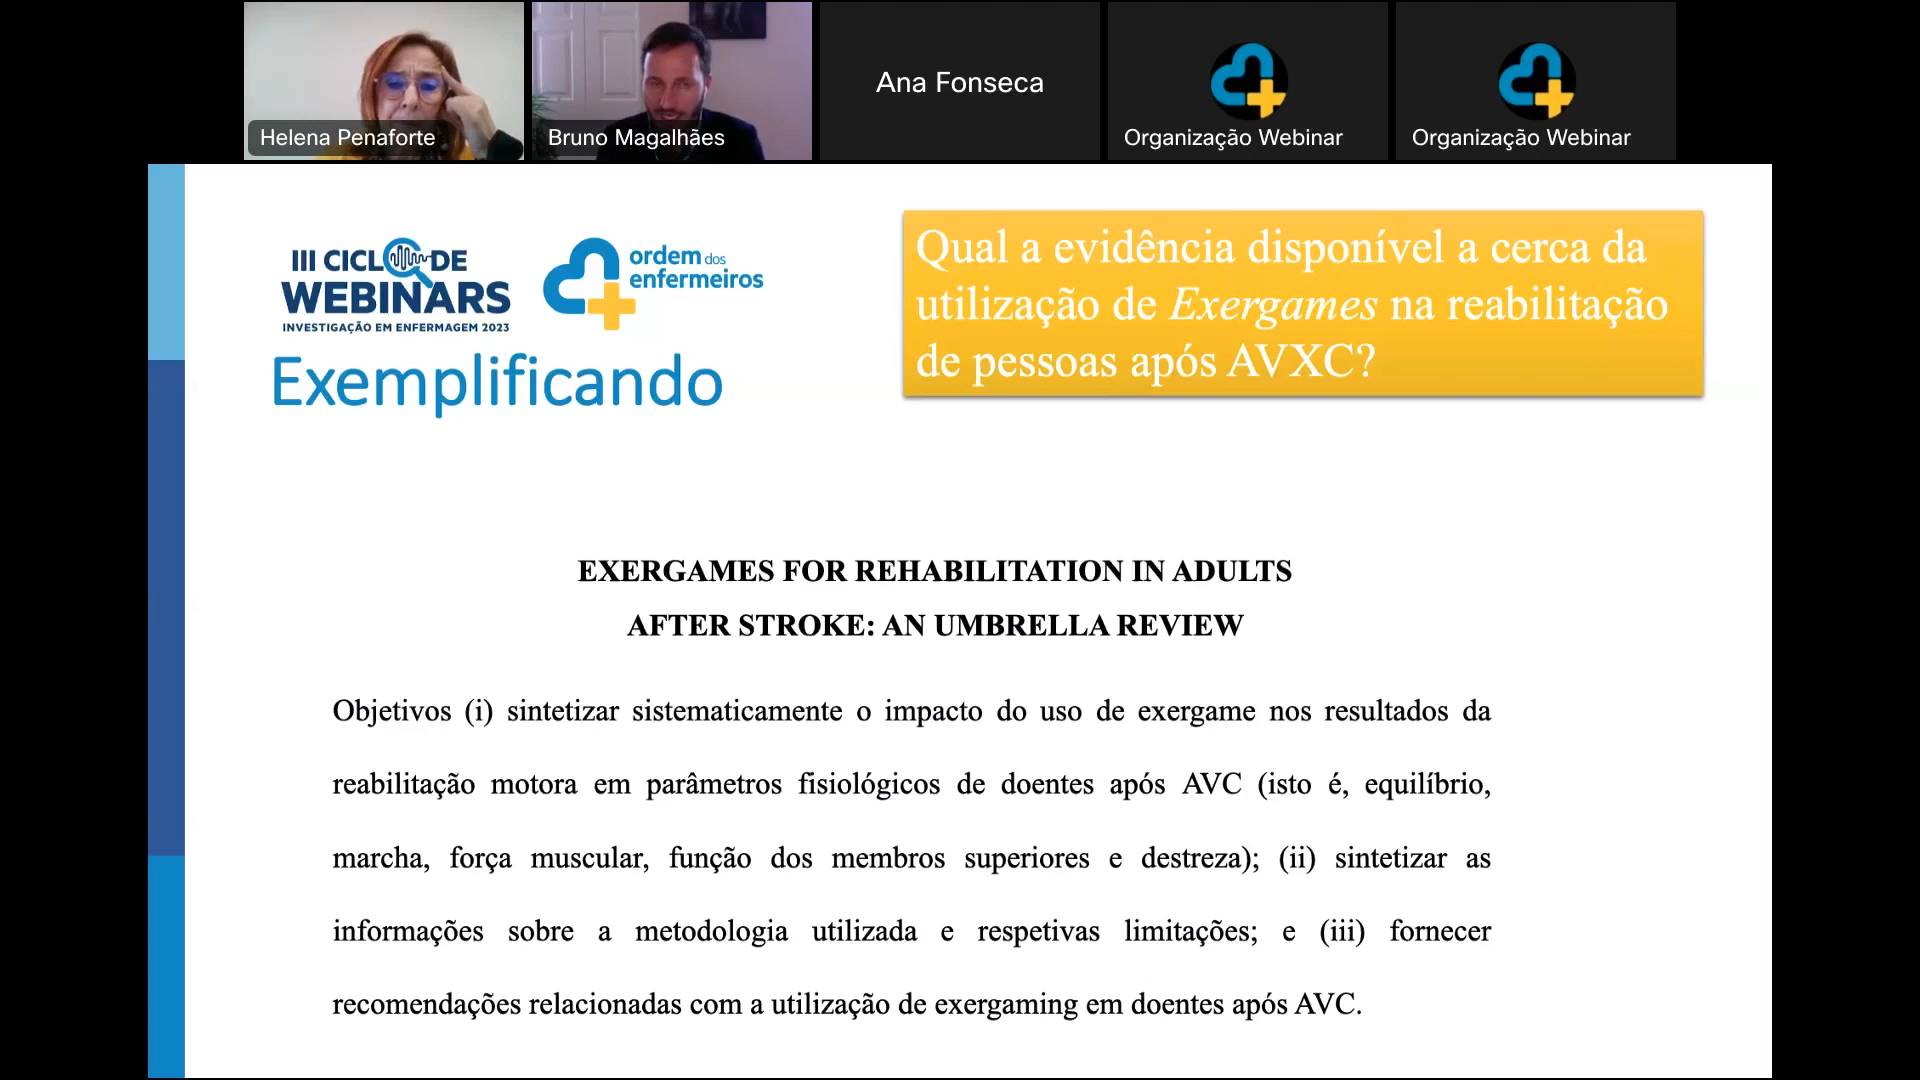 Helena Penaforte
Bruno Magalhães
Ana Fonseca
Organização Webinar
Organização Webinar
III CICLO DE
WEBINARS
INVESTIGAÇÃO EM ENFERMAGEM 2023
ordem dos
enfermeiros
Exemplificando
Qual a evidência disponível a cerca da
utilização de Exergames na reabilitação
de pessoas após AVXC?
EXERGAMES FOR REHABILITATION IN ADULTS
AFTER STROKE: AN UMBRELLA REVIEW
Objetivos (i) sintetizar sistematicamente o impacto do uso de exergame nos resultados da
reabilitação motora em parâmetros fisiológicos de doentes após AVC (isto é, equilíbrio,
marcha, força muscular, função dos membros superiores e destreza); (ii) sintetizar as
informações sobre a metodologia utilizada e respetivas limitações; e (iii) fornecer
recomendações relacionadas com a utilização de exergaming em doentes após AVC.